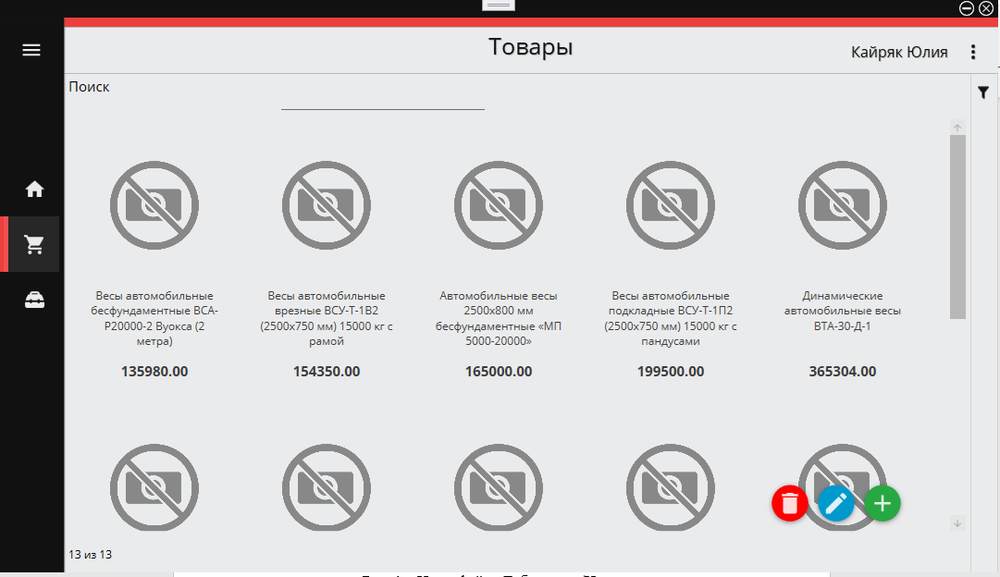 Товары
Кайряк Юлия
Поиск
Весы автомобильные
бесфундаментные ВСА-
Р20000-2 Вуокса (2
метра)
135980.00
Весы автомобильные
врезные ВСУ-Т-1В2
(2500х750 мм) 15000 кг с
рамой
154350.00
Автомобильные весы
2500х800 мм
бесфундаментные «МП
5000-20000»
165000.00
Весы автомобильные
подкладные ВСУ-Т-1П2
(2500х750 мм) 15000 кг с
пандусами
199500.00
Динамические
автомобильные весы
ВТА-30-Д-1
365304.00
13 из 13